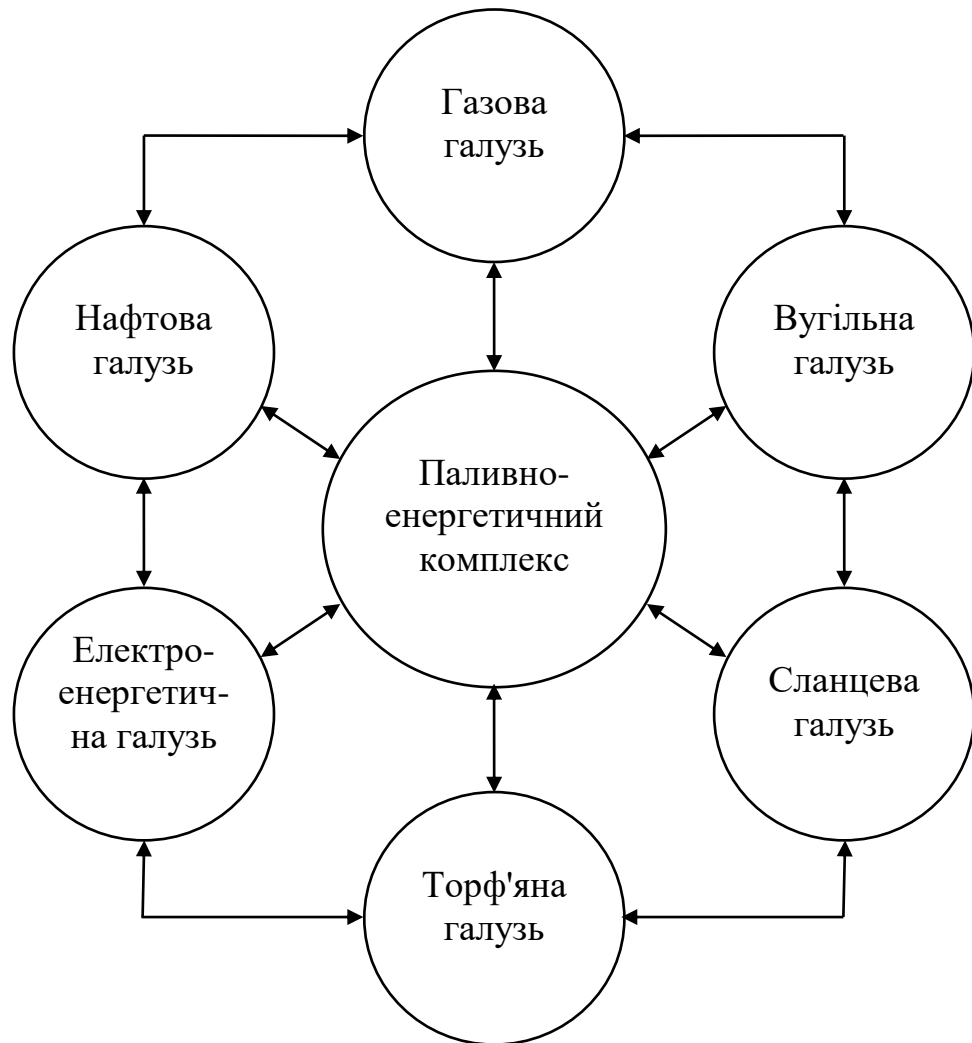 Газова
галузь
Нафтова
галузь
Вугільна
галузь
Паливно-
енергетичний
комплекс
Електро-
енергетич-
на галузь
Сланцева
галузь
Торф'яна
галузь